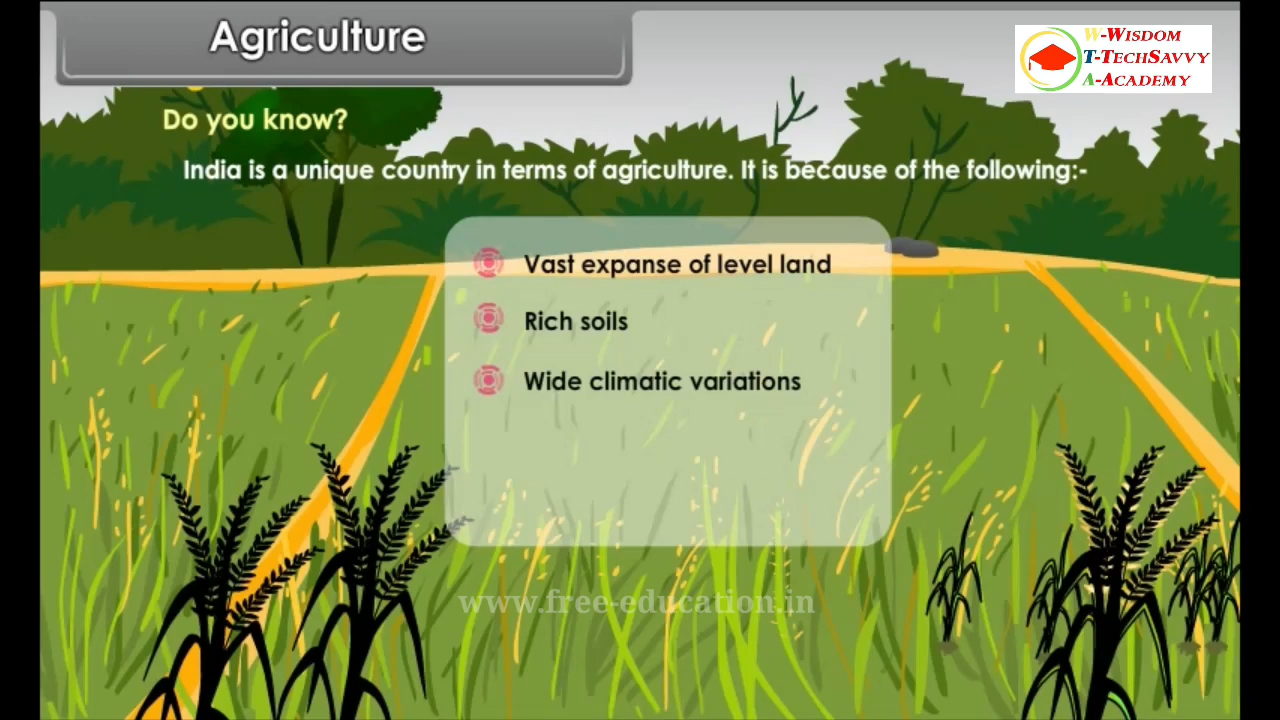 Agriculture
W-Wisdom
T-TechSavvy
A-Academy
Do you know?
India is a unique country in terms of agriculture. It is because of the following:-
Vast expanse of level land
Rich soils
Wide climatic variations
www.free-education.in